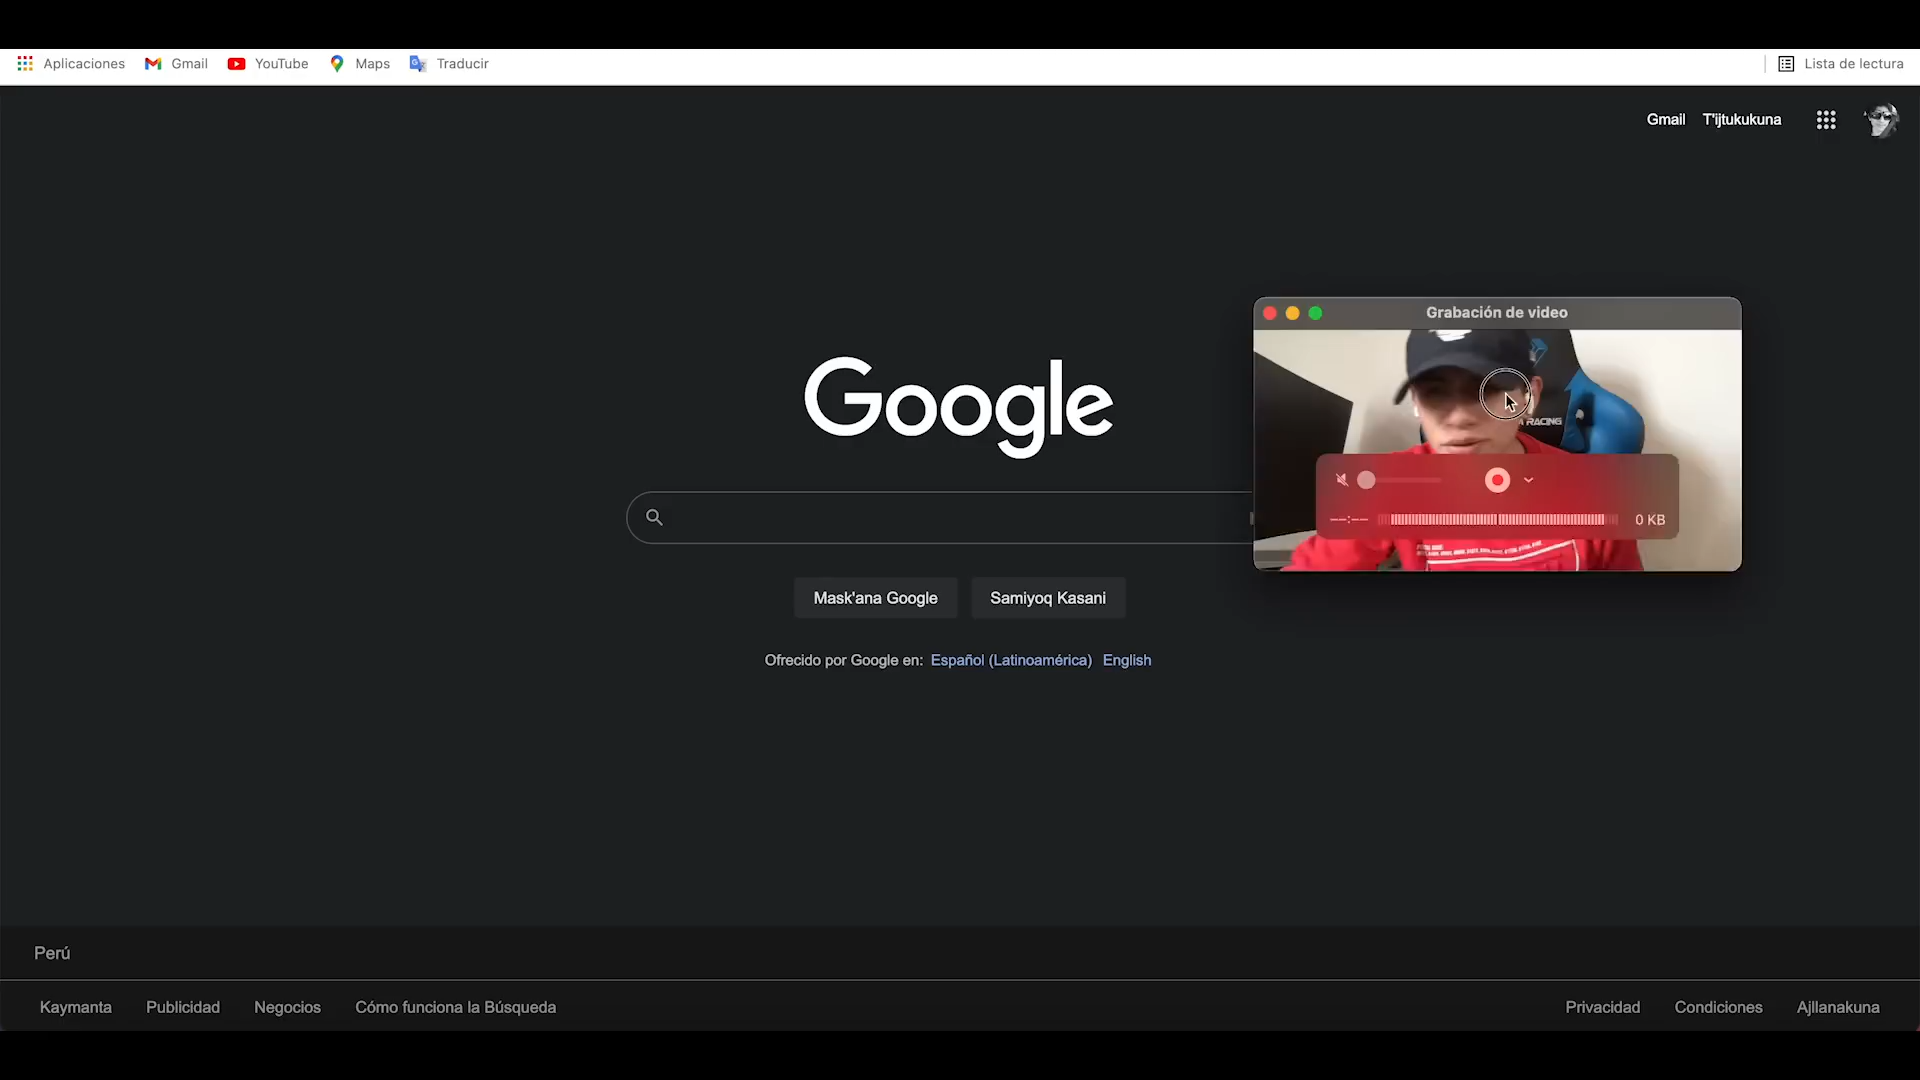 Aplicaciones Gmail YouTube Maps Traducir Lista de lectura
Gmail T'ijtukukuna
Grabación de video
Google
RACING
--:-- 0 KB
Mask'ana Google Samiyoq Kasani
Ofrecido por Google en: Español (Latinoamérica) English
Perú
Kaymanta Publicidad Negocios Cómo funciona la Búsqueda Privacidad Condiciones Ajllanakuna